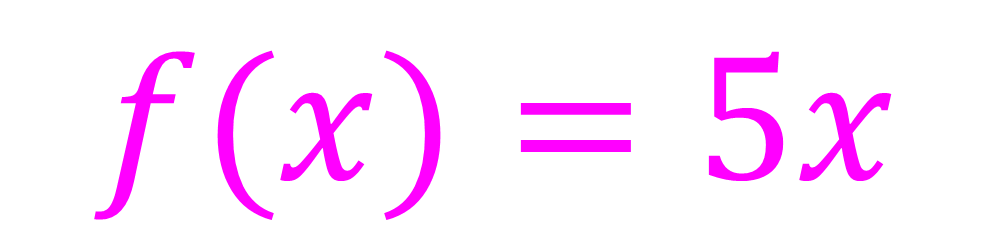 f(x) = 5x